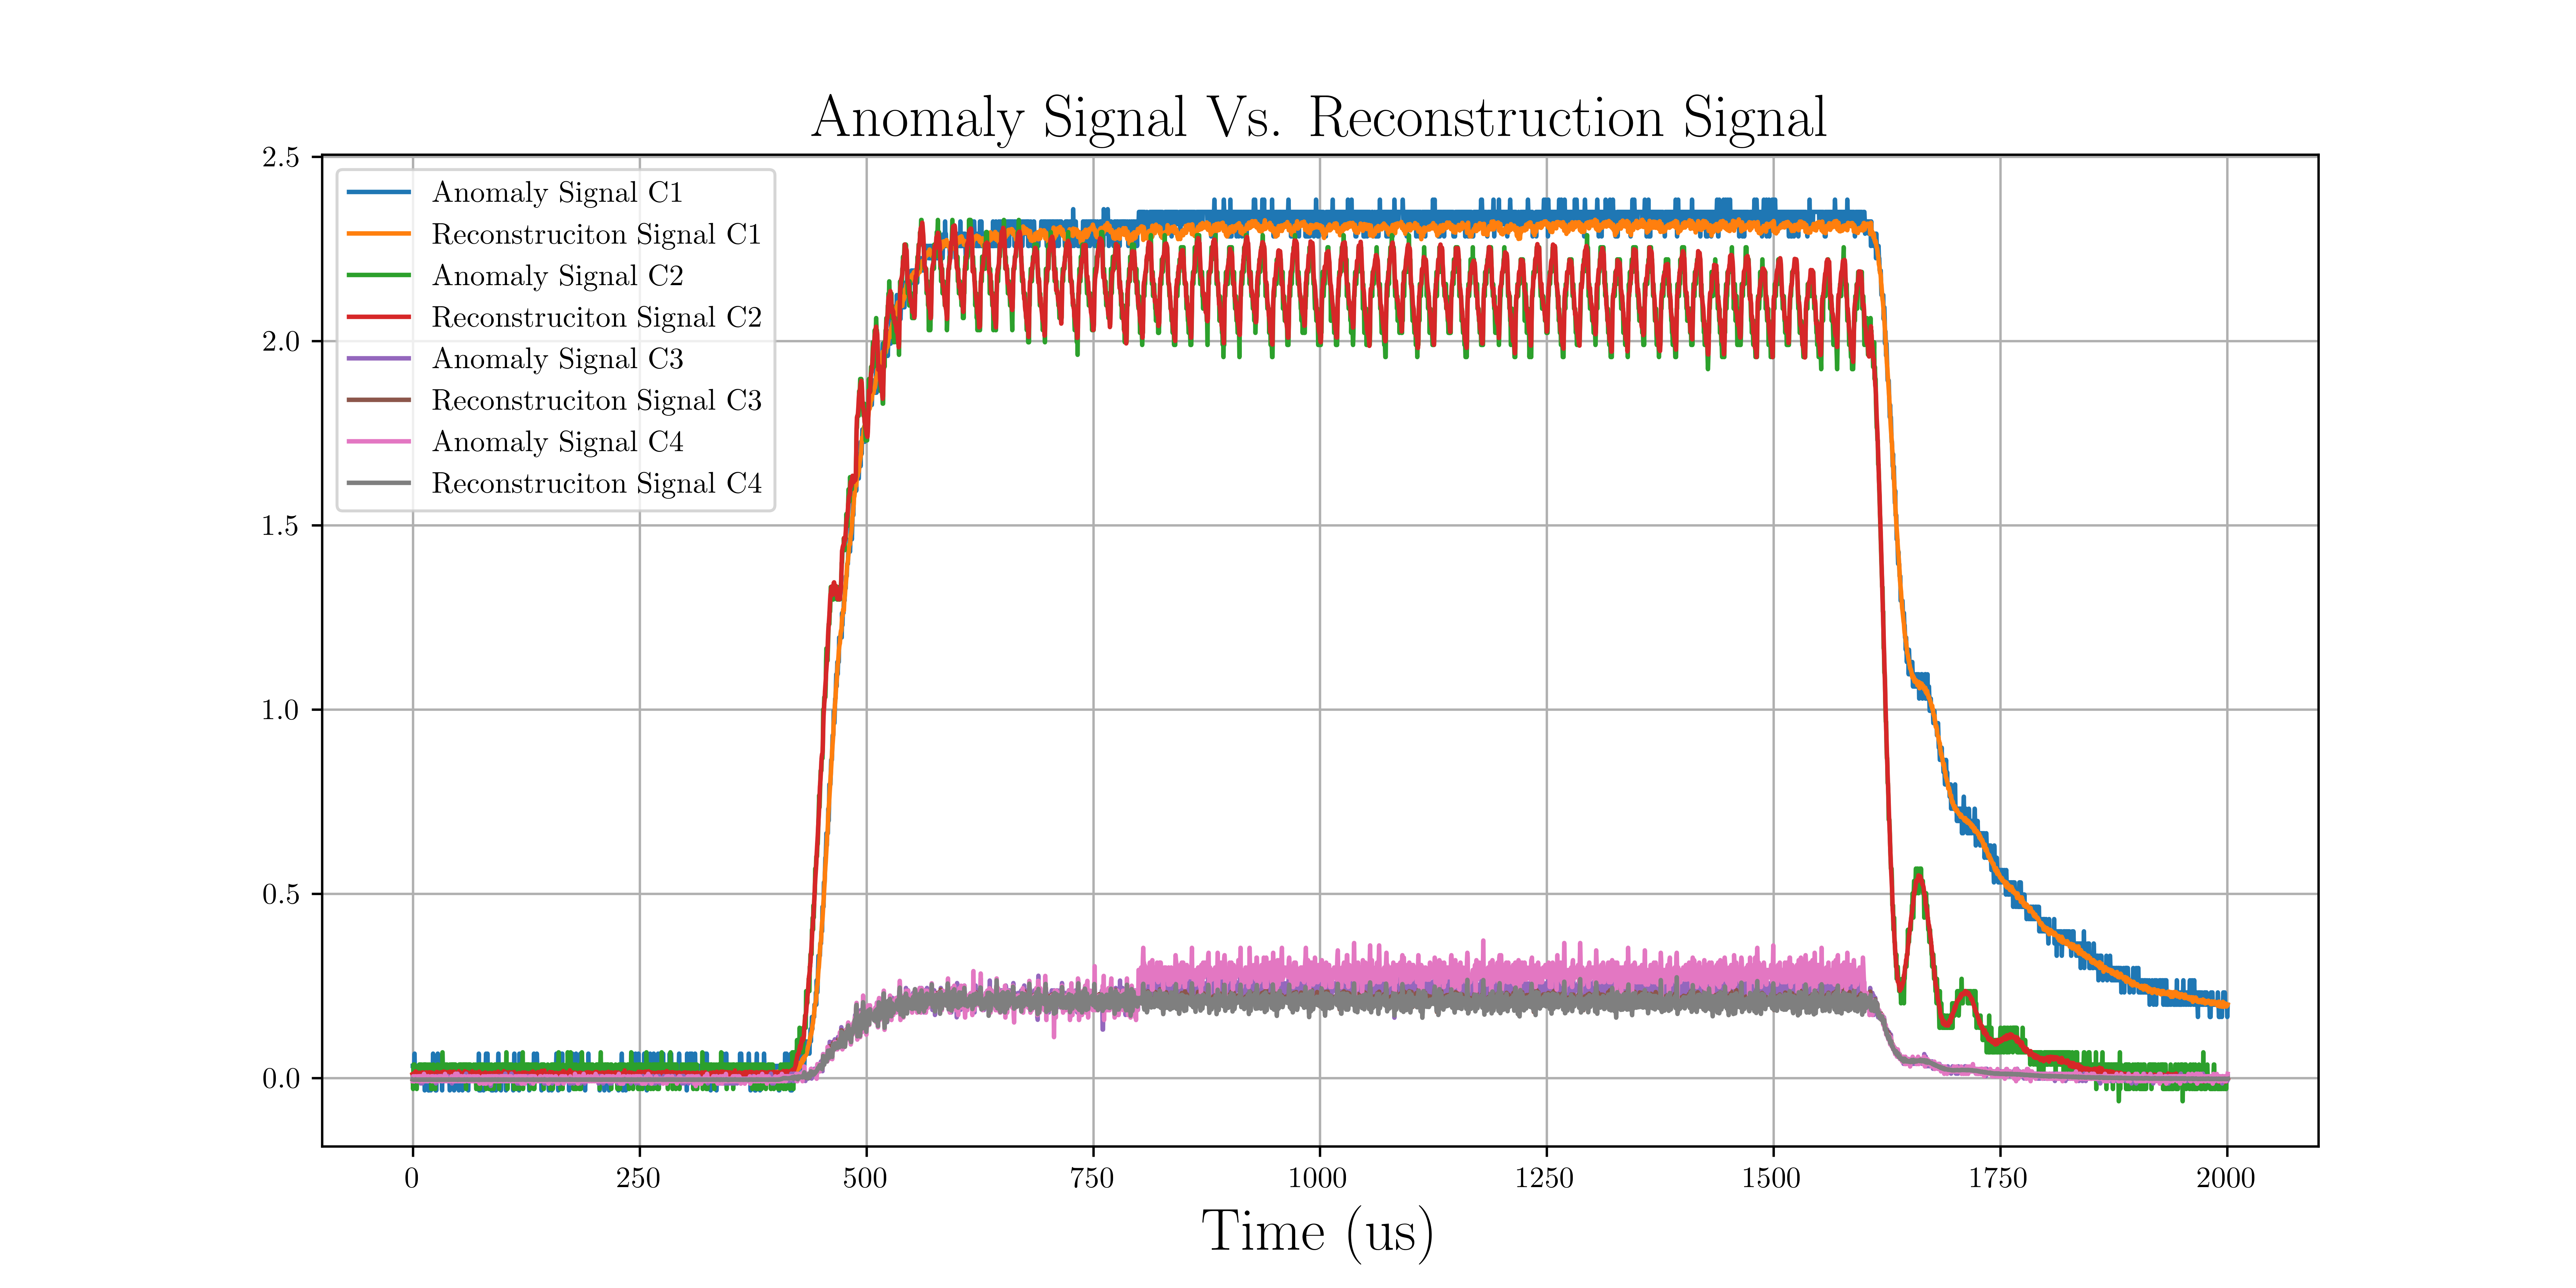 Anomaly Signal Vs. Reconstruction Signal
2.5
2.0
1.5
1.0
0.5
0.0
Anomaly Signal C1
Reconstruciton Signal C1
Anomaly Signal C2
Reconstruciton Signal C2
Anomaly Signal C3
Reconstruciton Signal C3
Anomaly Signal C4
Reconstruciton Signal C4
0 250 500 750 1000 1250 1500 1750 2000
Time (us)